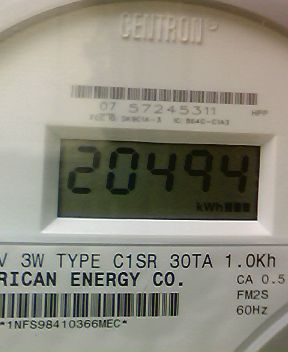 CENTRON®
07 57245311
HPP
20494
kWh
V 3W TYPE C1SR 30TA 1.0Kh
RICAN ENERGY CO.
CA 0.5
FM2S
60Hz
*1NFS98410366MEC*